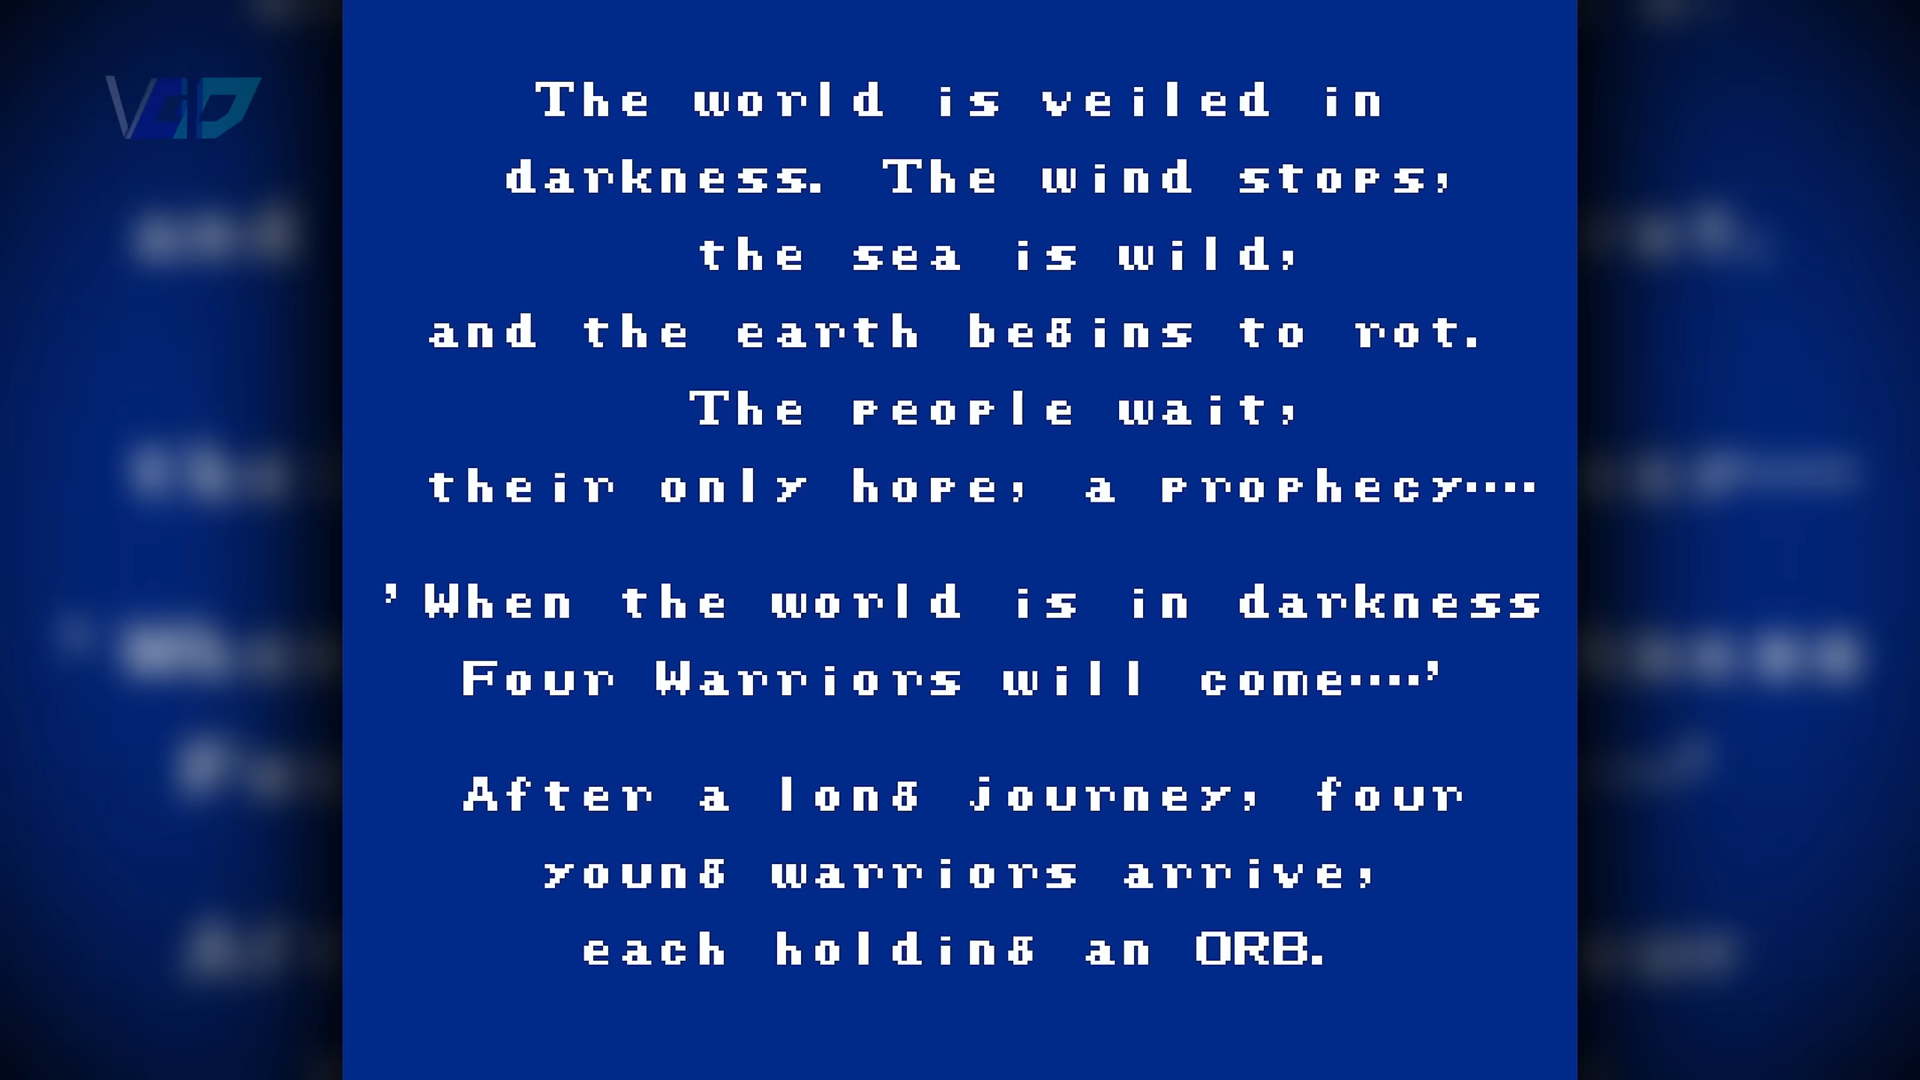 VGD
The world is veiled in
darkness. The wind stops,
the sea is wild,
and the earth begins to rot.
The people wait,
their only hope, a prophecy....
'When the world is in darkness
Four Warriors will come....'
After a long journey, four
young warriors arrive,
each holding an ORB.